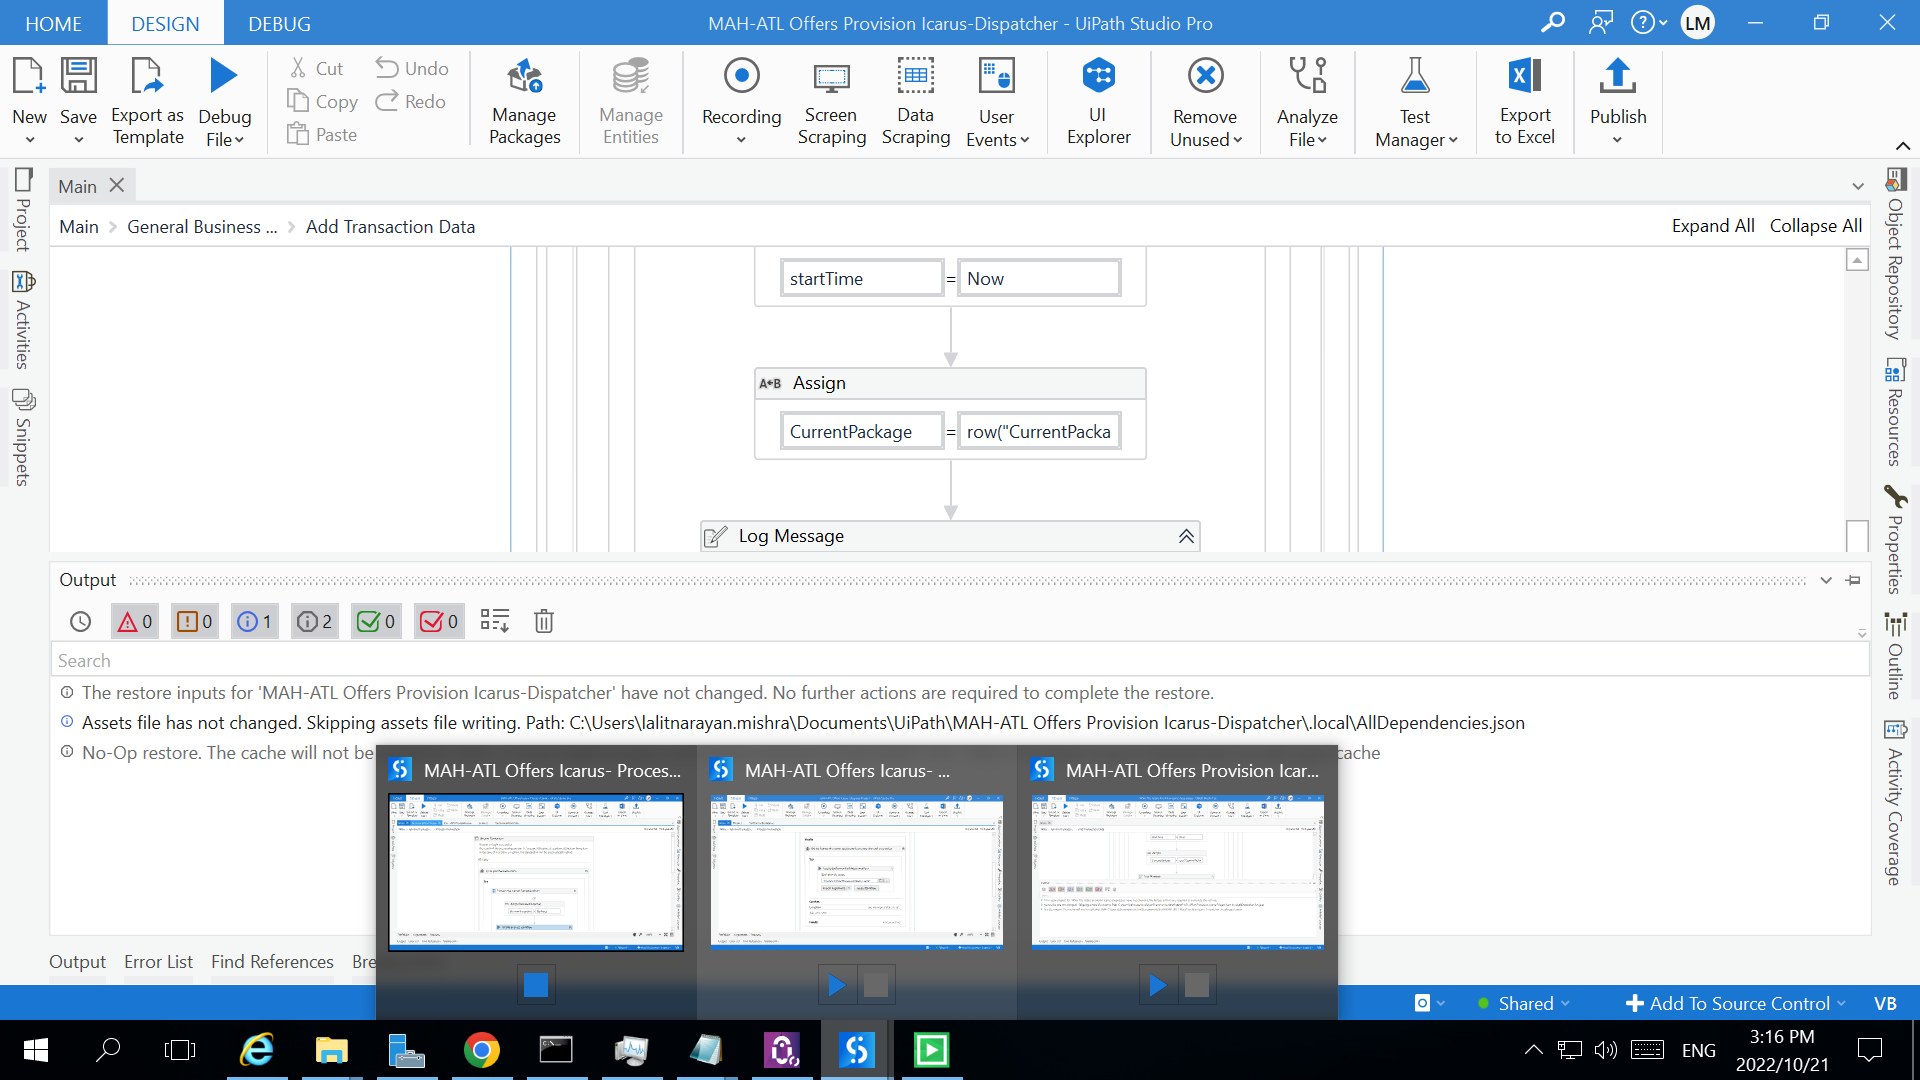 HOME DESIGN DEBUG MAH-ATL Offers Provision Icarus-Dispatcher - UiPath Studio Pro LM
New Save Export as Template Debug File Cut Copy Paste Undo Redo Manage Packages Manage Entities Recording Screen Scraping Data Scraping User Events UI Explorer Remove Unused Analyze File Test Manager Export to Excel Publish
Main
Main General Business ... Add Transaction Data Expand All Collapse All
Project
Activities
Snippets
startTime = Now
A B Assign
CurrentPackage = row("CurrentPacka
Log Message
Object Repository
Resources
Properties
Outline
Activity Coverage
Output
0 0 1 2 0 0
Search
The restore inputs for 'MAH-ATL Offers Provision Icarus-Dispatcher' have not changed. No further actions are required to complete the restore.
Assets file has not changed. Skipping assets file writing. Path: C:\Users\lalitnarayan.mishra\Documents\UiPath\MAH-ATL Offers Provision Icarus-Dispatcher\.local\AllDependencies.json
No-Op restore. The cache will not be cache
MAH-ATL Offers Icarus- Proces... MAH-ATL Offers Icarus- ... MAH-ATL Offers Provision Icar...
Output Error List Find References Bre
Shared Add To Source Control VB
ENG 3:16 PM
2022/10/21